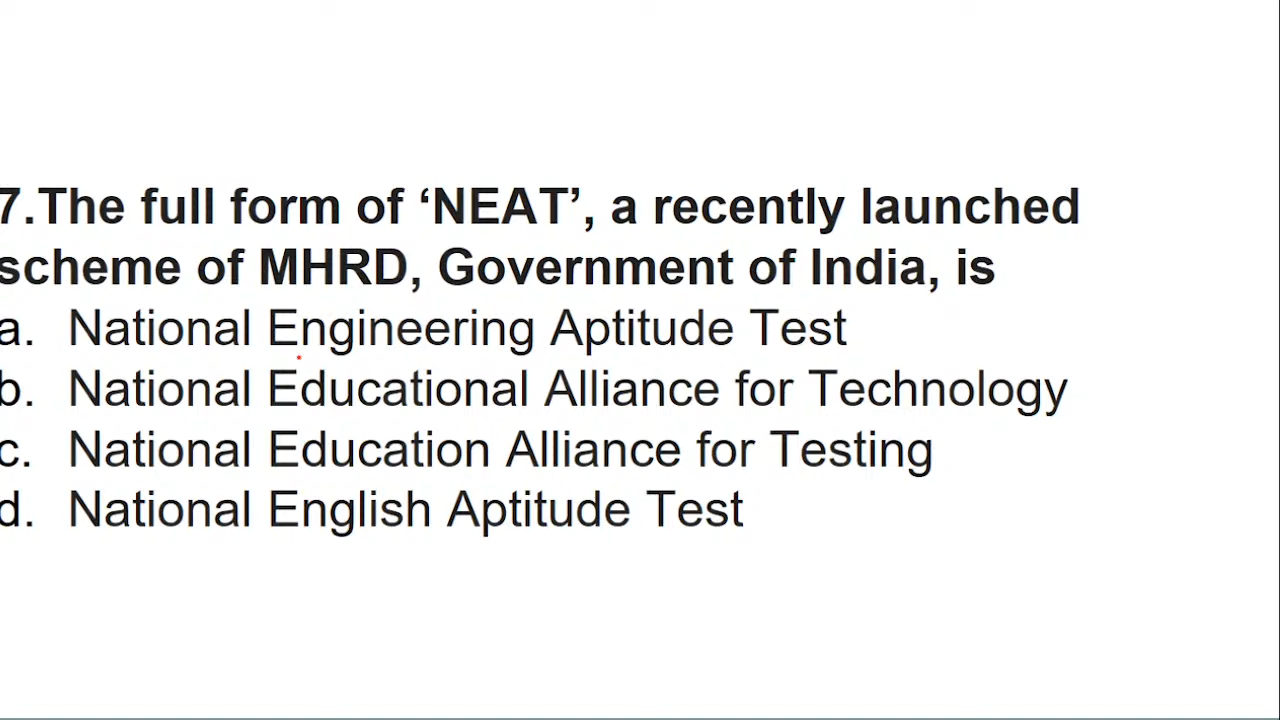 7.The full form of ‘NEAT’, a recently launched
scheme of MHRD, Government of India, is
a. National Engineering Aptitude Test
b. National Educational Alliance for Technology
c. National Education Alliance for Testing
d. National English Aptitude Test